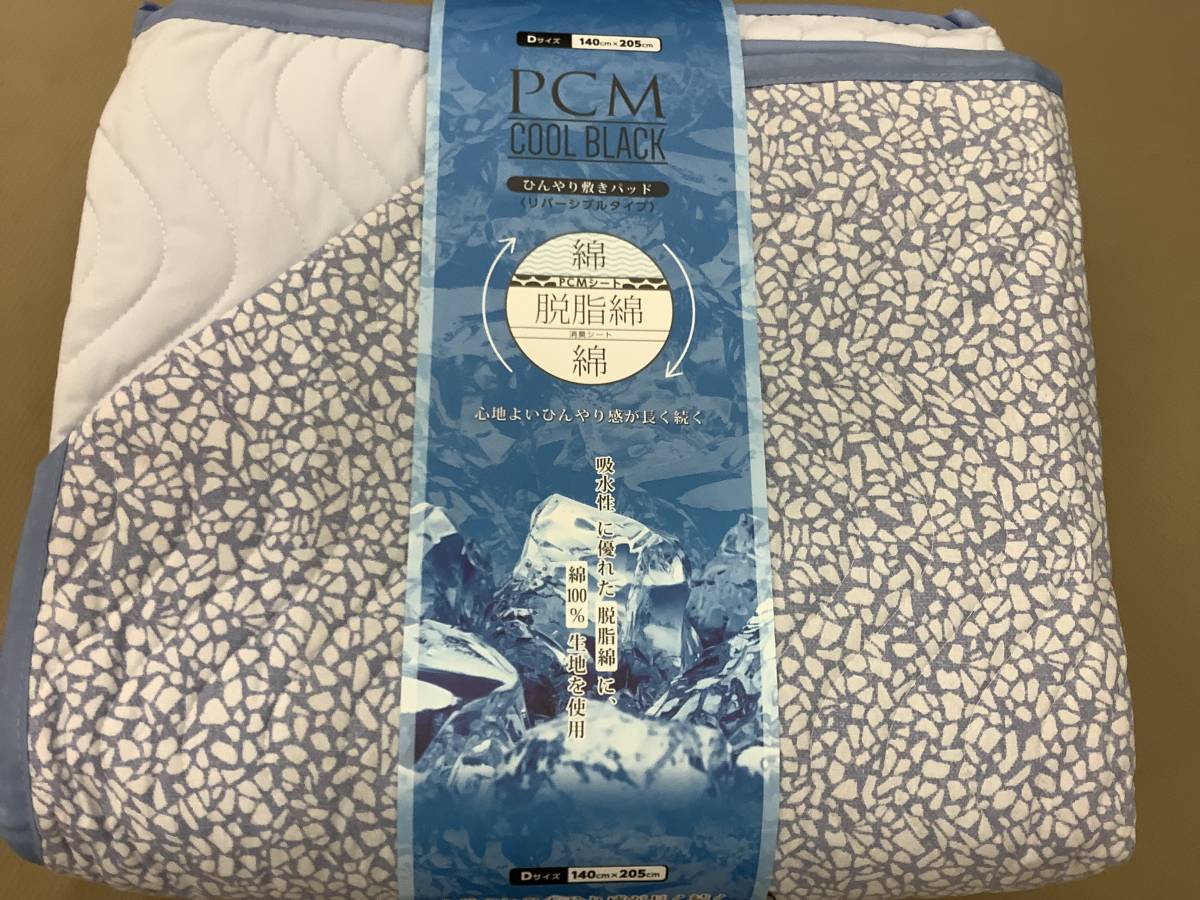 Dサイズ 140cm×205cm
PCM
COOL BLACK
ひんやり敷きパッド
〈リバーシブルタイプ〉
綿
PCMシート
脱脂綿
消臭シート
綿
心地よいひんやり感が長く続く
吸水性に優れた脱脂綿に、
綿100%生地を使用
Dサイズ 140cm×205cm